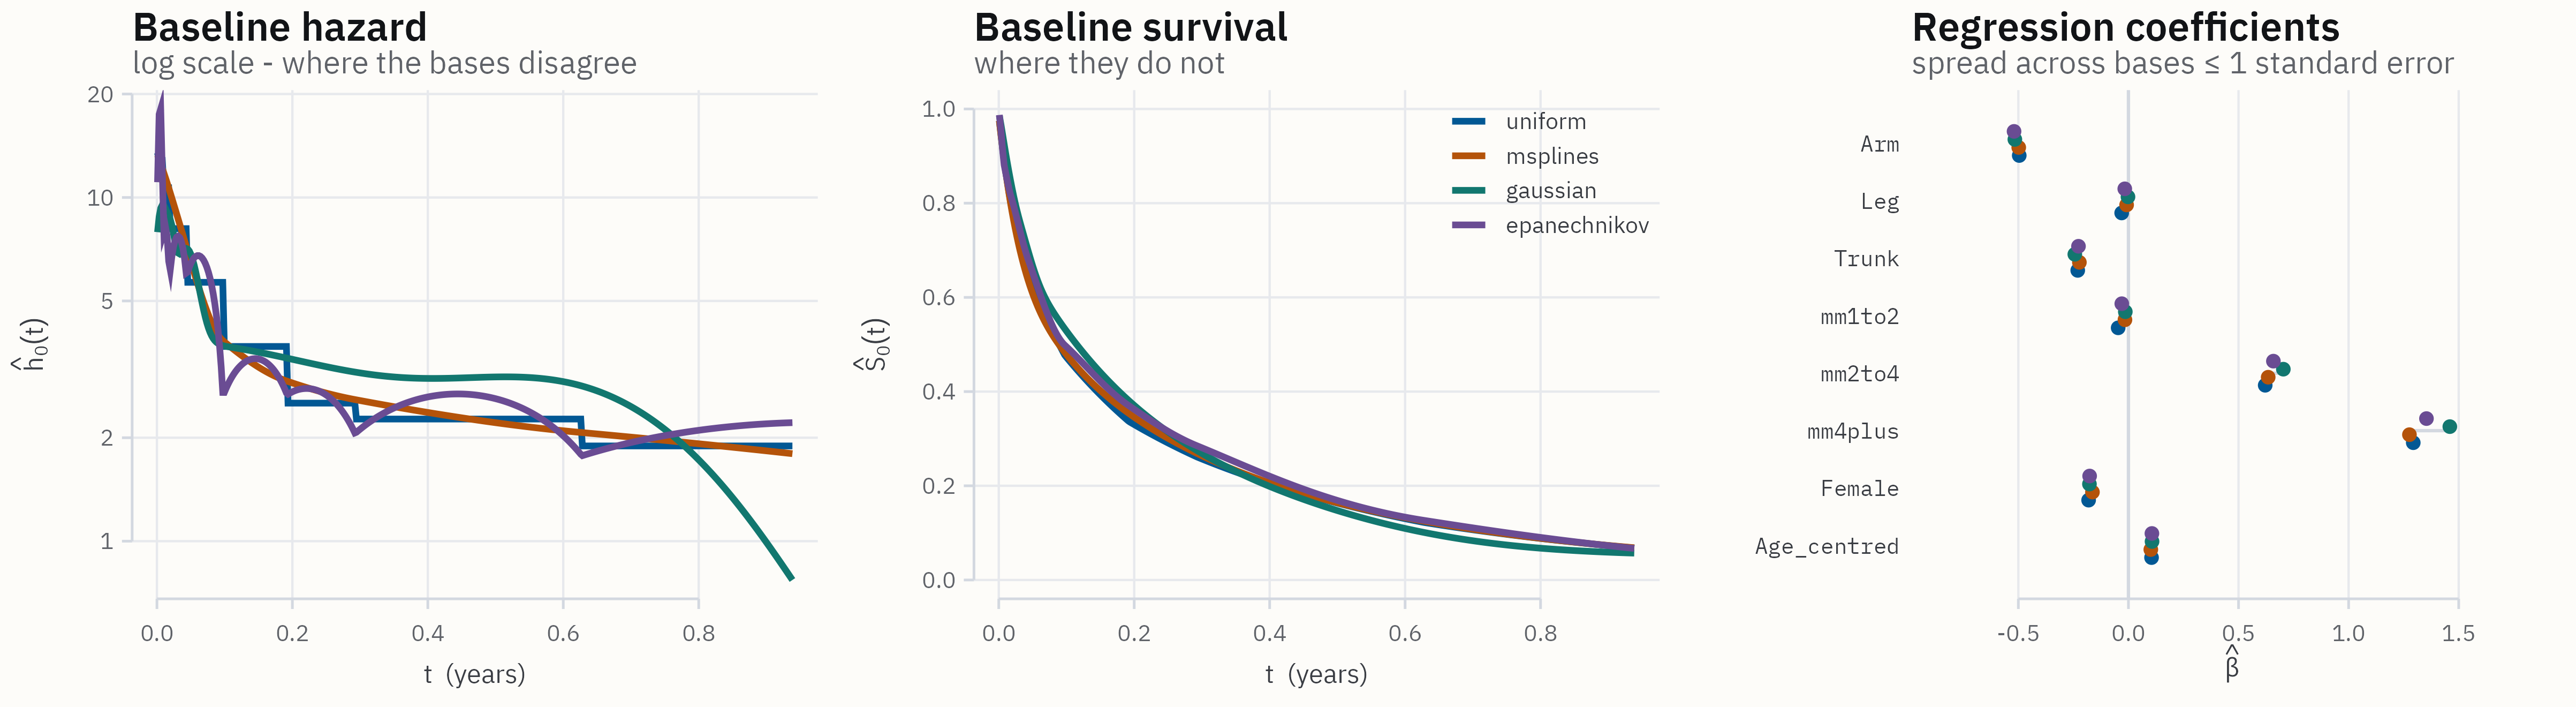 Baseline hazard
log scale - where the bases disagree
20
10
5
2
1
ĥ₀(t)
0.0 0.2 0.4 0.6 0.8
t (years)
Baseline survival
where they do not
uniform
msplines
gaussian
epanechnikov
1.0
0.8
0.6
0.4
0.2
0.0
Ŝ₀(t)
0.0 0.2 0.4 0.6 0.8
t (years)
Regression coefficients
spread across bases ≤ 1 standard error
Arm
Leg
Trunk
mm1to2
mm2to4
mm4plus
Female
Age_centred
-0.5 0.0 0.5 1.0 1.5
β̂